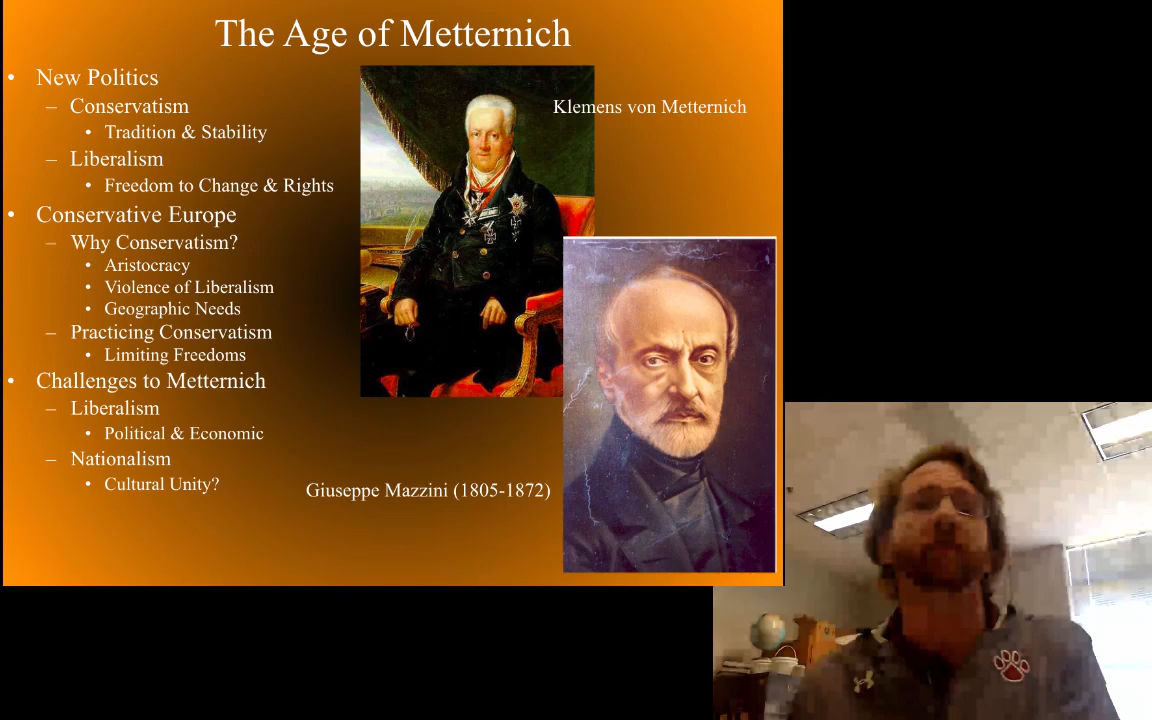 The Age of Metternich
• New Politics
– Conservatism
• Tradition & Stability
– Liberalism
• Freedom to Change & Rights
• Conservative Europe
– Why Conservatism?
• Aristocracy
• Violence of Liberalism
• Geographic Needs
– Practicing Conservatism
• Limiting Freedoms
• Challenges to Metternich
– Liberalism
• Political & Economic
– Nationalism
• Cultural Unity?
Klemens von Metternich
Giuseppe Mazzini (1805-1872)